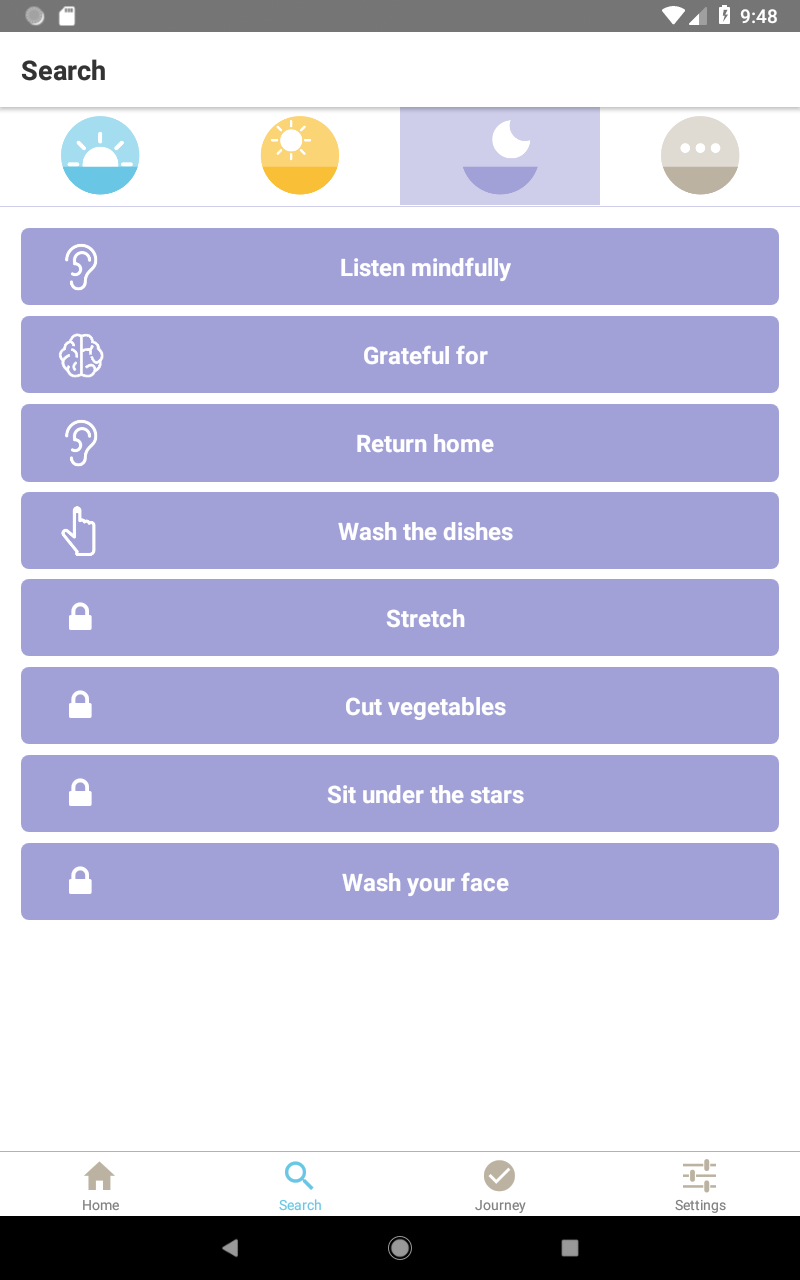 9:48
Search
Listen mindfully
Grateful for
Return home
Wash the dishes
Stretch
Cut vegetables
Sit under the stars
Wash your face
Home
Search
Journey
Settings